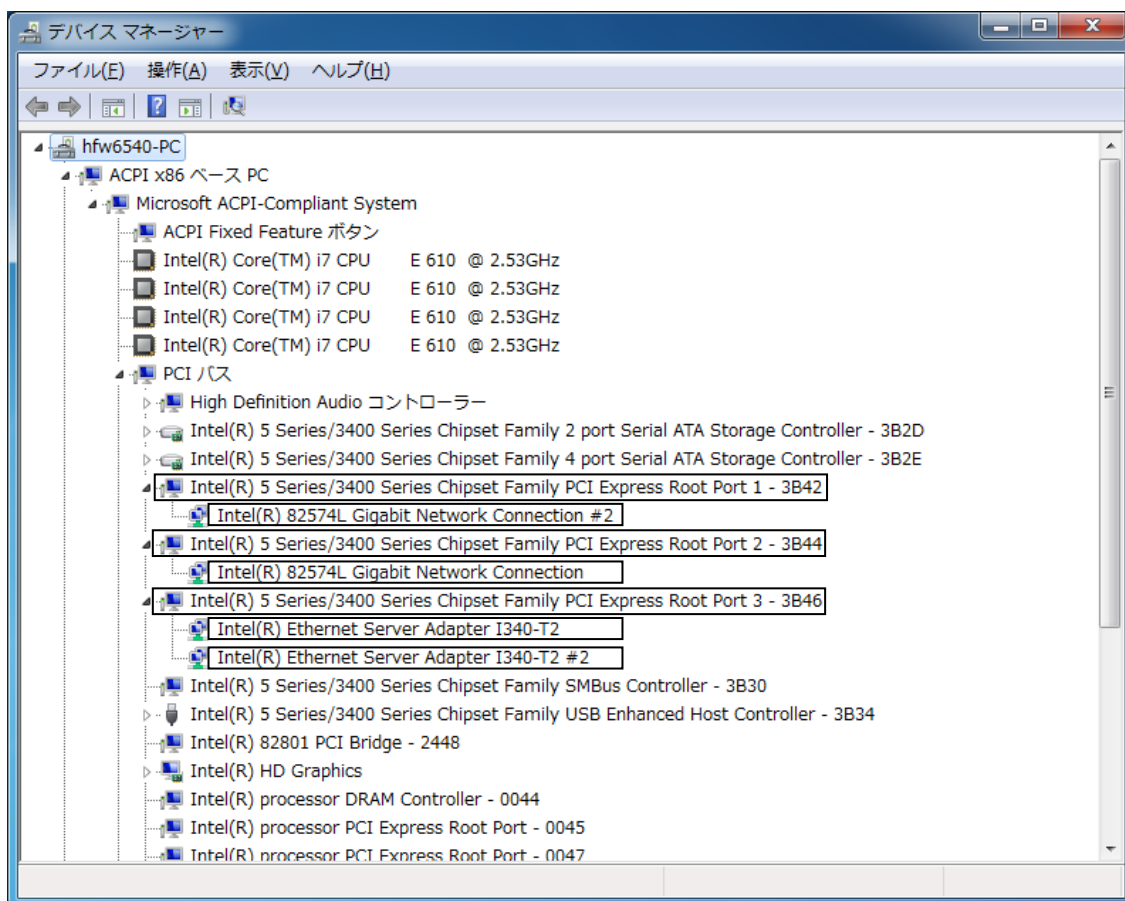 デバイス マネージャー
ファイル(F) 操作(A) 表示(V) ヘルプ(H)
hfw6540-PC
ACPI x86 ベース PC
Microsoft ACPI-Compliant System
ACPI Fixed Feature ボタン
Intel(R) Core(TM) i7 CPU E 610 @ 2.53GHz
Intel(R) Core(TM) i7 CPU E 610 @ 2.53GHz
Intel(R) Core(TM) i7 CPU E 610 @ 2.53GHz
Intel(R) Core(TM) i7 CPU E 610 @ 2.53GHz
PCI バス
High Definition Audio コントローラー
Intel(R) 5 Series/3400 Series Chipset Family 2 port Serial ATA Storage Controller - 3B2D
Intel(R) 5 Series/3400 Series Chipset Family 4 port Serial ATA Storage Controller - 3B2E
Intel(R) 5 Series/3400 Series Chipset Family PCI Express Root Port 1 - 3B42
Intel(R) 82574L Gigabit Network Connection #2
Intel(R) 5 Series/3400 Series Chipset Family PCI Express Root Port 2 - 3B44
Intel(R) 82574L Gigabit Network Connection
Intel(R) 5 Series/3400 Series Chipset Family PCI Express Root Port 3 - 3B46
Intel(R) Ethernet Server Adapter I340-T2
Intel(R) Ethernet Server Adapter I340-T2 #2
Intel(R) 5 Series/3400 Series Chipset Family SMBus Controller - 3B30
Intel(R) 5 Series/3400 Series Chipset Family USB Enhanced Host Controller - 3B34
Intel(R) 82801 PCI Bridge - 2448
Intel(R) HD Graphics
Intel(R) processor DRAM Controller - 0044
Intel(R) processor PCI Express Root Port - 0045
Intel(R) processor PCI Express Root Port - 0047